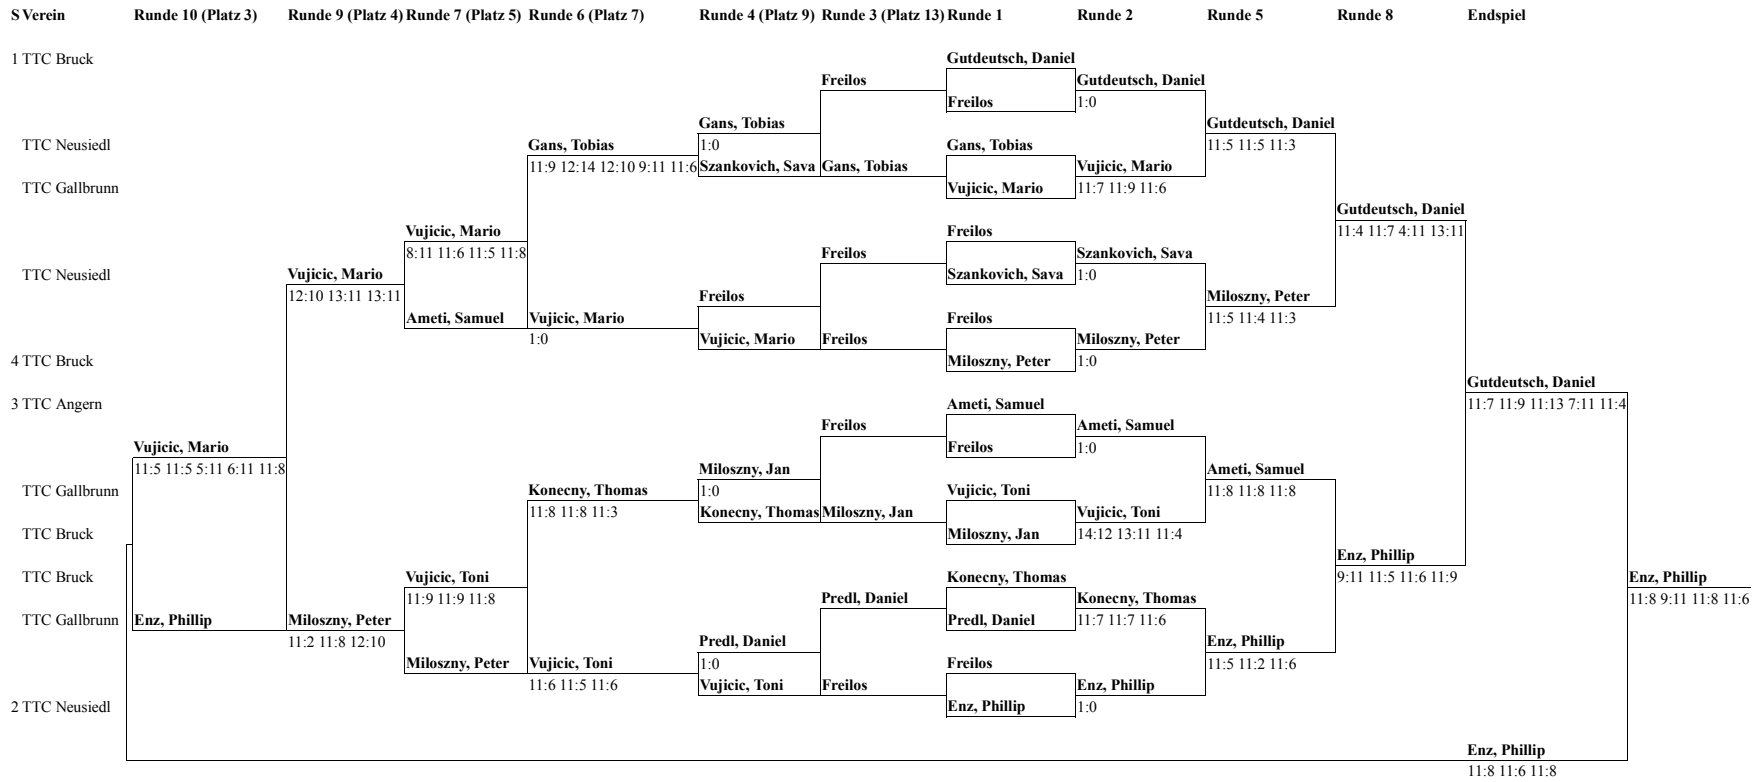 S Verein Runde 10 (Platz 3) Runde 9 (Platz 4) Runde 7 (Platz 5) Runde 6 (Platz 7) Runde 4 (Platz 9) Runde 3 (Platz 13) Runde 1 Runde 2 Runde 5 Runde 8 Endspiel
1 TTC Bruck Gutdeutsch, Daniel
Freilos Gutdeutsch, Daniel
Freilos 1:0
Gans, Tobias Gutdeutsch, Daniel
TTC Neusiedl Gans, Tobias 1:0 Gans, Tobias 11:5 11:5 11:3
11:9 12:14 12:10 9:11 11:6 Szankovich, Sava Gans, Tobias Vujicic, Mario
TTC Gallbrunn Vujicic, Mario 11:7 11:9 11:6
Gutdeutsch, Daniel
Vujicic, Mario Freilos 11:4 11:7 4:11 13:11
8:11 11:6 11:5 11:8 Freilos Szankovich, Sava
TTC Neusiedl Vujicic, Mario Szankovich, Sava 1:0
12:10 13:11 13:11 Freilos Miloszny, Peter
Ameti, Samuel Vujicic, Mario Freilos 11:5 11:4 11:3
1:0 Vujicic, Mario Freilos Miloszny, Peter
4 TTC Bruck Miloszny, Peter 1:0
Gutdeutsch, Daniel
3 TTC Angern Ameti, Samuel 11:7 11:9 11:13 7:11 11:4
Freilos Ameti, Samuel
Vujicic, Mario Freilos 1:0
11:5 11:5 5:11 6:11 11:8 Miloszny, Jan Ameti, Samuel
TTC Gallbrunn Konecny, Thomas 1:0 Vujicic, Toni 11:8 11:8 11:8
11:8 11:8 11:3 Konecny, Thomas Miloszny, Jan Vujicic, Toni
TTC Bruck Miloszny, Jan 14:12 13:11 11:4
Enz, Phillip
TTC Bruck Vujicic, Toni Konecny, Thomas 9:11 11:5 11:6 11:9 Enz, Phillip
11:9 11:9 11:8 Predl, Daniel Konecny, Thomas 11:8 9:11 11:8 11:6
TTC Gallbrunn Enz, Phillip Miloszny, Peter Predl, Daniel 11:7 11:7 11:6
11:2 11:8 12:10 Predl, Daniel Enz, Phillip
Miloszny, Peter Vujicic, Toni 1:0 Freilos 11:5 11:2 11:6
11:6 11:5 11:6 Vujicic, Toni Freilos Enz, Phillip
2 TTC Neusiedl Enz, Phillip 1:0
Enz, Phillip
11:8 11:6 11:8